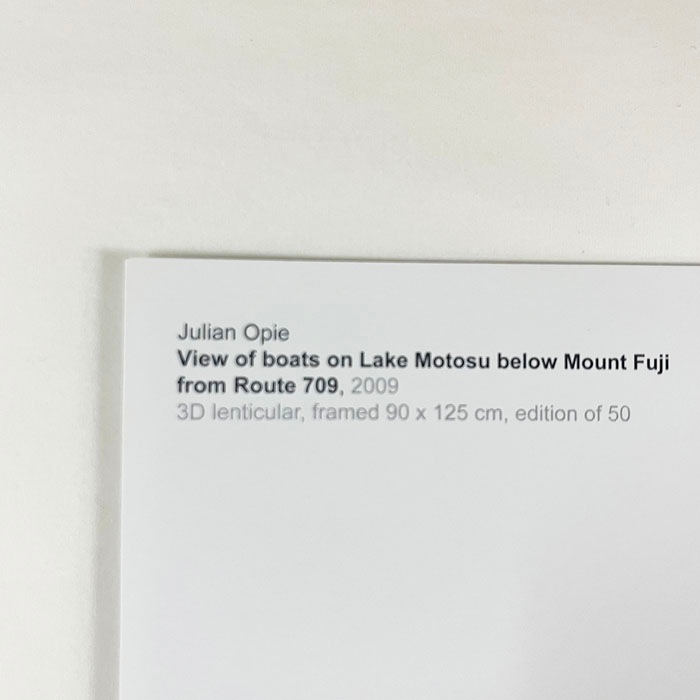 Julian Opie
View of boats on Lake Motosu below Mount Fuji
from Route 709, 2009
3D lenticular, framed 90 x 125 cm, edition of 50